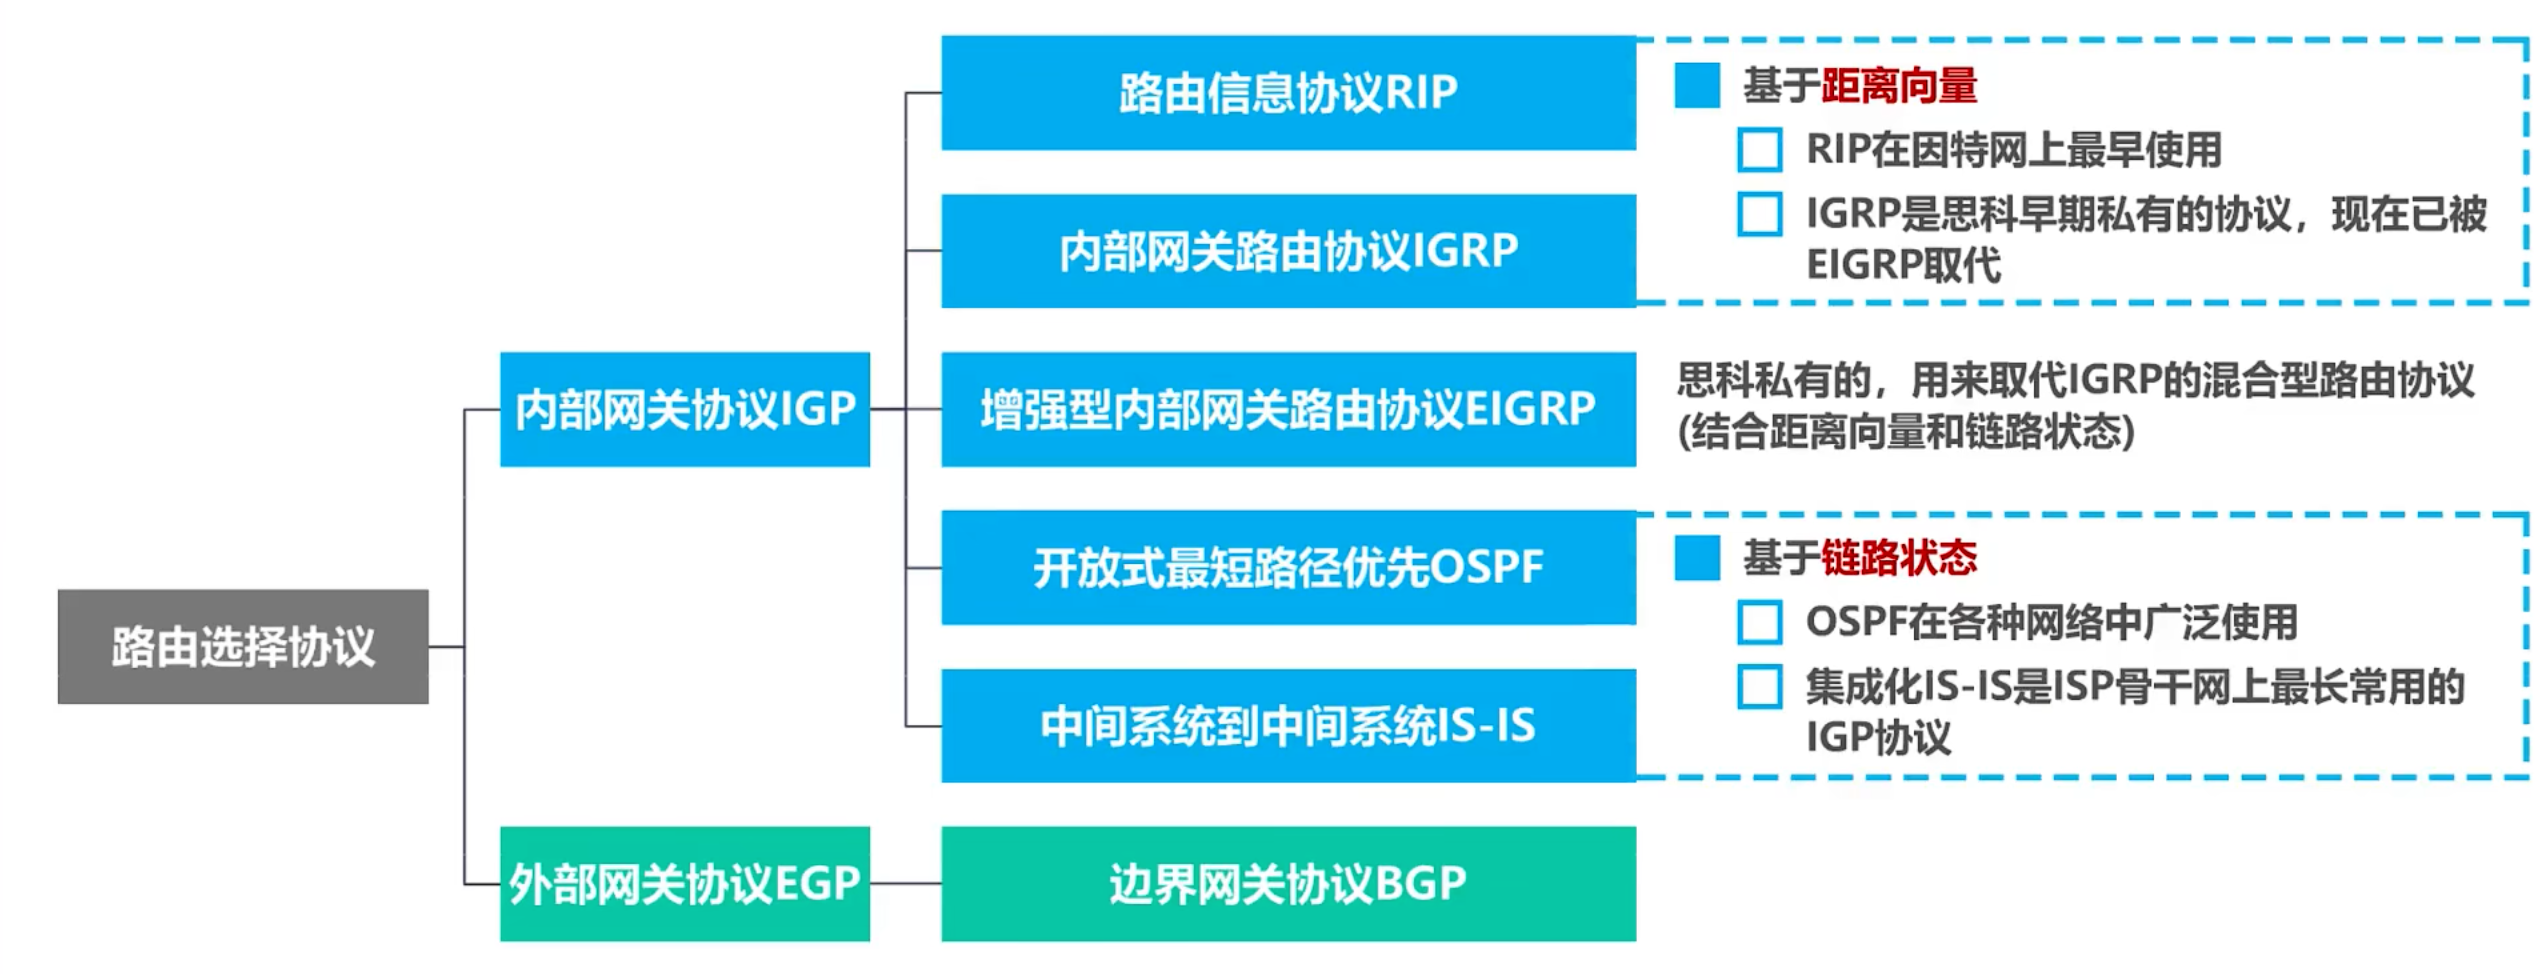 路由信息协议RIP
基于距离向量
RIP在因特网上最早使用
内部网关路由协议IGRP
IGRP是思科早期私有的协议，现在已被
EIGRP取代
内部网关协议IGP
增强型内部网关路由协议EIGRP
思科私有的，用来取代IGRP的混合型路由协议
(结合距离向量和链路状态)
开放式最短路径优先OSPF
基于链路状态
OSPF在各种网络中广泛使用
路由选择协议
中间系统到中间系统IS-IS
集成化IS-IS是ISP骨干网上最长常用的
IGP协议
外部网关协议EGP
边界网关协议BGP